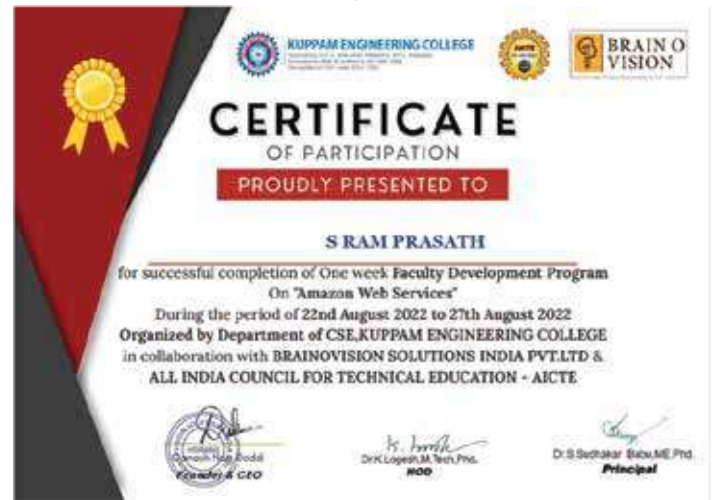 KUPPAM ENGINEERING COLLEGE
AICTE
BRAIN O
VISION
CERTIFICATE
OF PARTICIPATION
PROUDLY PRESENTED TO
S RAM PRASATH
for successful completion of One week Faculty Development Program
On "Amazon Web Services"
During the period of 22nd August 2022 to 27th August 2022
Organized by Department of CSE,KUPPAM ENGINEERING COLLEGE
in collaboration with BRAINOVISION SOLUTIONS INDIA PVT.LTD &
ALL INDIA COUNCIL FOR TECHNICAL EDUCATION - AICTE
Founder & CEO
Dr.K.Logesh,M.Tech,Phd,
HOD
Dr.S.Sudhakar Babu,ME,Phd.
Principal